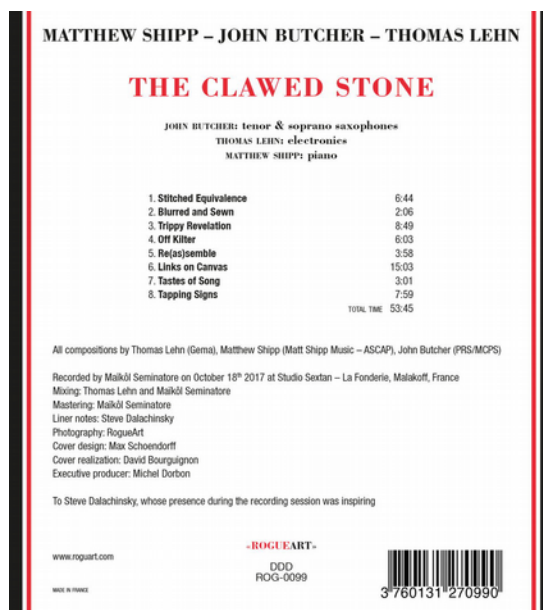 MATTHEW SHIPP – JOHN BUTCHER – THOMAS LEHN
THE CLAWED STONE
JOHN BUTCHER: tenor & soprano saxophones
THOMAS LEHN: electronics
MATTHEW SHIPP: piano
1. Stitched Equivalence 6:44
2. Blurred and Sewn 2:06
3. Trippy Revelation 8:49
4. Off Kilter 6:03
5. Re(as)semble 3:58
6. Links on Canvas 15:03
7. Tastes of Song 3:01
8. Tapping Signs 7:59
TOTAL TIME 53:45
All compositions by Thomas Lehn (Gema), Matthew Shipp (Matt Shipp Music – ASCAP), John Butcher (PRS/MCPS)
Recorded by Maïkôl Seminatore on October 18th 2017 at Studio Sextan – La Fonderie, Malakoff, France
Mixing: Thomas Lehn and Maïkôl Seminatore
Mastering: Maïkôl Seminatore
Liner notes: Steve Dalachinsky
Photography: RogueArt
Cover design: Max Schoendorff
Cover realization: David Bourguignon
Executive producer: Michel Dorbon
To Steve Dalachinsky, whose presence during the recording session was inspiring
«ROGUEART»
www.roguart.com
DDD
ROG-0099
MADE IN FRANCE
3 760131 270990